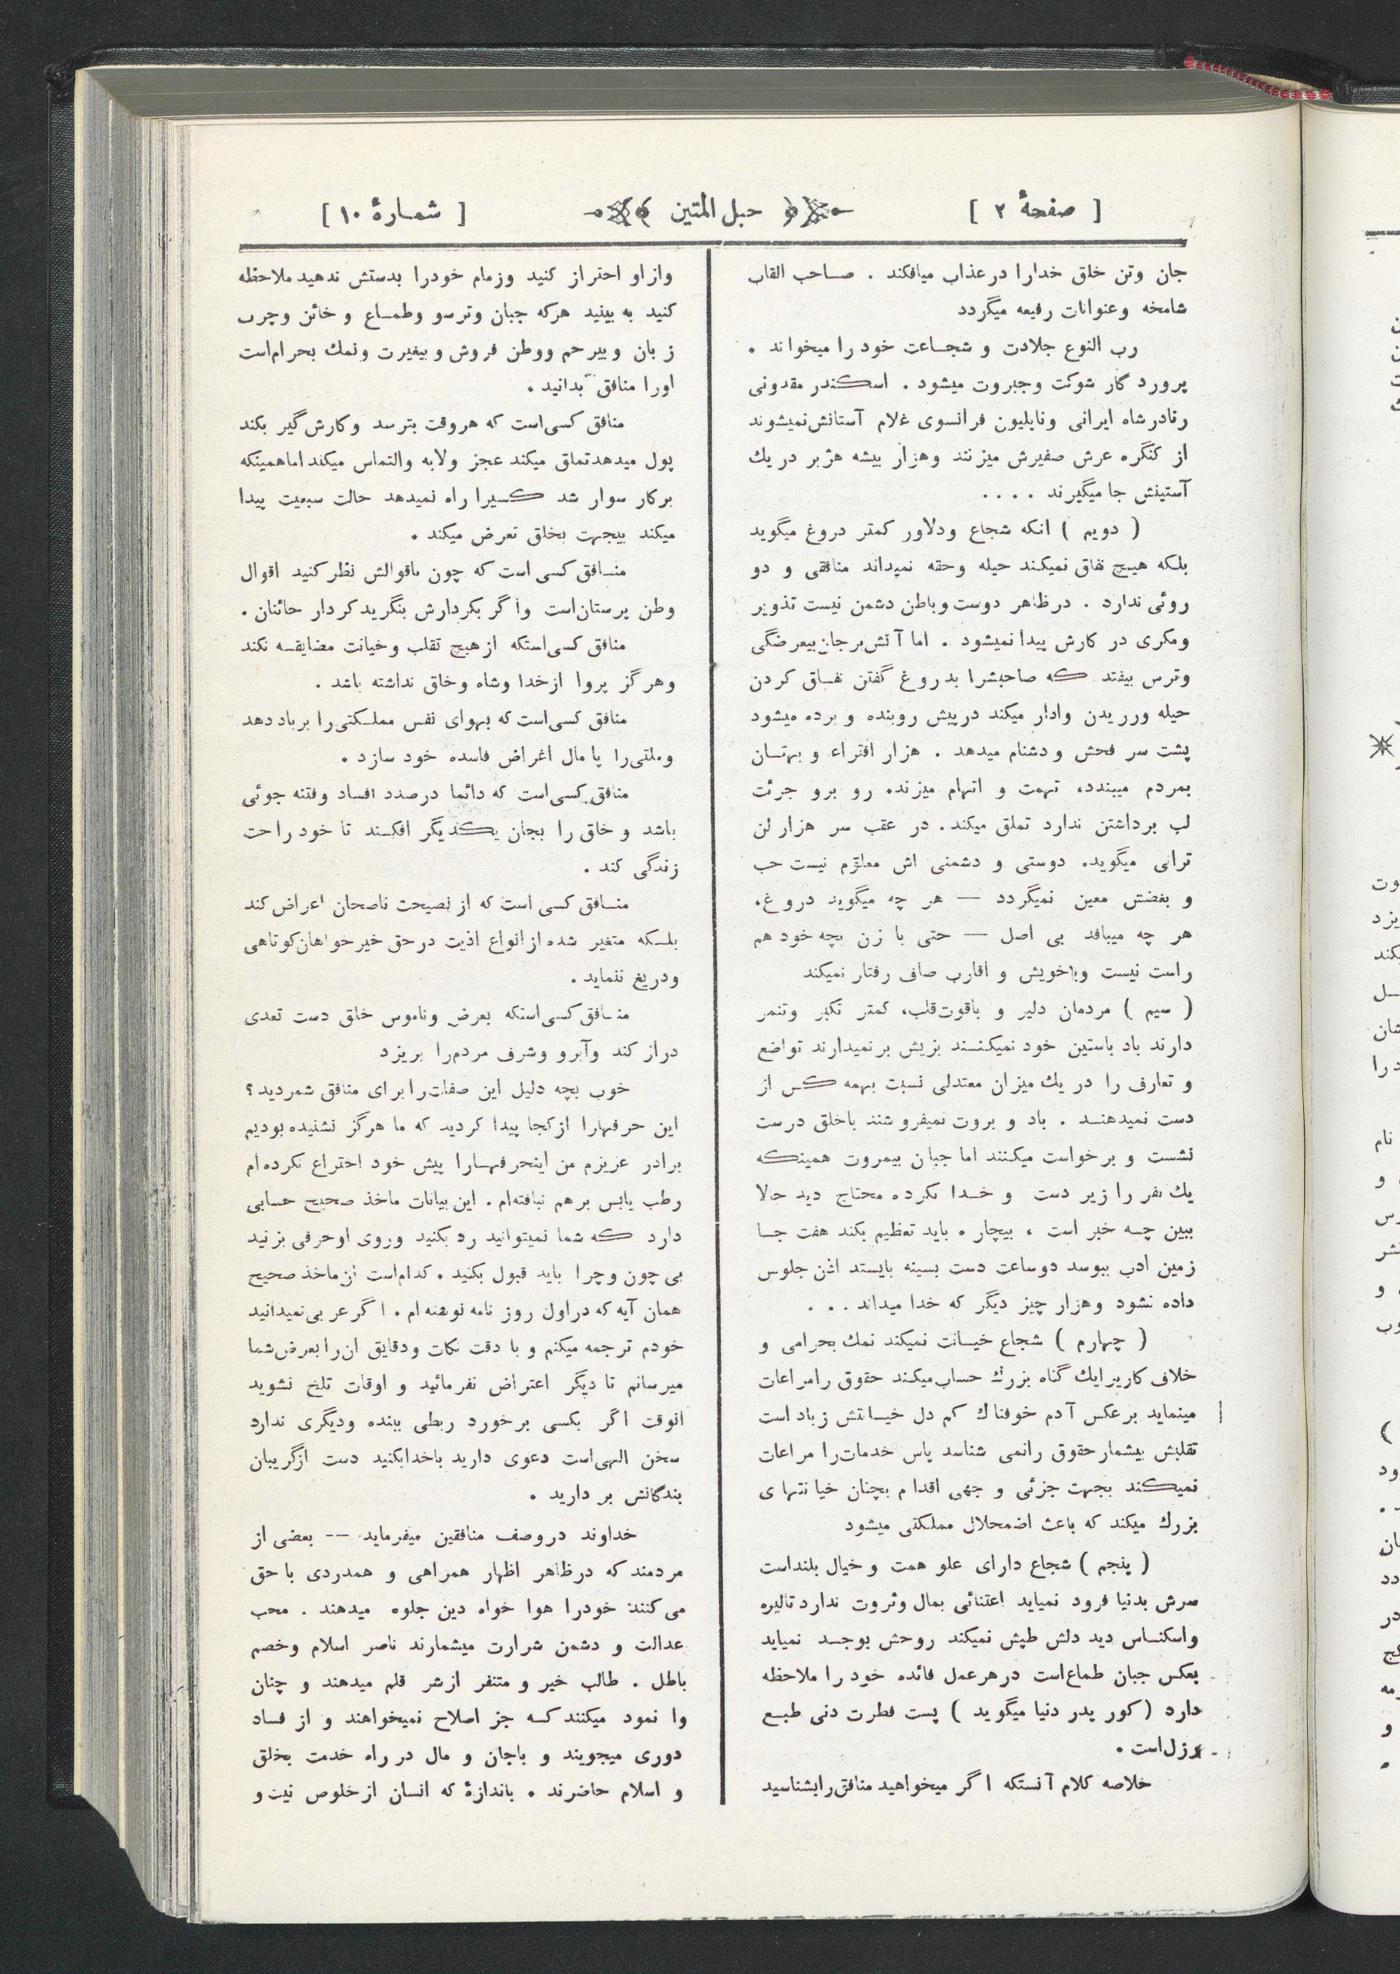 [ صفحهٔ ۲ ]
حبل المتین
[ شمارهٔ ۱۰ ]
جان وتن خلق خدارا درعذاب میافکند . صاحب القاب
شامخه وعنوانات رفیعه میگردد
رب النوع جلادت و شجاعت خود را میخواند .
پرورد گار شوکت وجبروت میشود . اسکندر مقدونی
ونادرشاه ایرانی وناپلیون فرانسوی غلام آستانش نمیشوند
از کنگره عرش صفیرش میزنند وهزار بیشه هژبر در یك
آستینش جا میگیرند ....
( دویم ) انکه شجاع ودلاور کمتر دروغ میگوید
بلکه هیچ نفاق نمیکند حیله وحقه نمیداند منافقی و دو
روئی ندارد . درظاهر دوست وباطن دشمن نیست تذویر
ومکری در کارش پیدا نمیشود . اما آتش برجان بیعرضگی
وترس بیفتد که صاحبشرا بدروغ گفتن نفاق کردن
حیله ورریدن وادار میکند درپیش روبنده و برده میشود
پشت سر فحش ودشنام میدهد . هزار افتراء و بهتان
بمردم میبندد، تهمت و اتهام میزند. رو برو جرئت
لب برداشتن ندارد تملق میکند. در عقب سر هزار لن
ترانی میگوید. دوستی و دشمنی اش معلوم نیست حب
و بغضش معین نمیگردد — هر چه میگوید دروغ.
هر چه میبافد بی اصل — حتی با زن بچه خود هم
راست نیست وباخویش و اقارب صاف رفتار نمیکند
( سیم ) مردمان دلیر و باقوت قلب، کمتر تکبر وتنمر
دارند باد باستین خود نمیکنند بزیش برنمیدارند تواضع
و تعارف را در یك میزان معتدلی نسبت بهمه کس از
دست نمیدهند . باد و بروت نمیفروشند باخلق درست
نشست و برخواست میکنند اما جبان بیمروت همینکه
یك نفر را زیر دست و خدا نکرده محتاج دید حالا
ببین چه خبر است ، بیچاره باید تعظیم بکند هفت جا
زمین ادب ببوسد دوساعت دست بسینه بایستد اذن جلوس
داده نشود وهزار چیز دیگر که خدا میداند ...
( چهارم ) شجاع خیانت نمیکند نمك بحرامی و
خلاف کاریرایك گناه بزرك حساب میکند حقوق رامراعات
مینماید برعکس آدم خوفناك کم دل خیانتش زیاد است
تقلبش بیشمار حقوق رانمی شناسد پاس خدمات را مراعات
نمیکند بجهت جزئی و جهی اقدام بچنان خیانتهای
بزرك میکند که باعث اضمحلال مملکتی میشود
( پنجم ) شجاع دارای علو همت و خیال بلنداست
سرش بدنیا فرود نمیاید اعتنائی بمال وثروت ندارد تالیره
واسکناس دید دلش طپش نمیکند روحش بوجد نمیاید
بعکس جبان طماع است درهرعمل فائده خود را ملاحظه
دارد ( کور پدر دنیا میگوید ) پست فطرت دنی طبع
رزل است .
خلاصه کلام آنستکه اگر میخواهید منافق رابشناسید
وازاو احتراز کنید وزمام خودرا بدستش ندهید ملاحظه
کنید به بینید هرکه جبان وترسو وطماع و خائن وچرب
زبان وبیرحم ووطن فروش وبیغیرت ونمك بحرام است
اورا منافق بدانید .
منافق کسی است که هروقت بترسد وکارش گیر بکند
پول میدهدتملق میکند عجز ولابه والتماس میکند اماهمینکه
برکار سوار شد کسیرا راه نمیدهد حالت سبعیت پیدا
میکند بیجهت بخلق تعرض میکند .
منافق کسی است که چون باقوالش نظر کنید اقوال
وطن پرستان است واگر بکردارش بنگرید کردار خائنان .
منافق کسی استکه ازهیچ تقلب وخیانت مضایقه نکند
وهرگز پروا ازخدا وشاه وخلق نداشته باشد .
منافق کسی است که بهوای نفس مملکتی را برباد دهد
وملتی را پامال اغراض فاسده خود سازد .
منافق کسی است که دائما درصدد افساد وفتنه جوئی
باشد و خلق را بجان یکدیگر افکند تا خود راحت
زندگی کند .
منافق کسی است که از نصیحت ناصحان اعراض کند
بلکه متغیر شده ازانواع اذیت درحق خیرخواهان کوتاهی
ودریغ ننماید .
منافق کسی استکه بعرض وناموس خلق دست تعدی
دراز کند وآبرو وشرف مردم را بریزد
خوب بچه دلیل این صفات را برای منافق شمردید ؟
این حرفهارا ازکجا پیدا کردید که ما هرگز نشنیده بودیم
برادر عزیزم من اینحرفهارا پیش خود اختراع نکرده ام
رطب یابس برهم نبافته ام . این بیانات ماخذ صحیح حسابی
دارد که شما نمیتوانید رد بکنید وروی اوحرفی بزنید
بی چون وچرا باید قبول بکنید . کدام است ان ماخذ صحیح
همان آیه که دراول روز نامه نوشته ام . اگر عربی نمیدانید
خودم ترجمه میکنم و با دقت نکات ودقایق ان را بعرض شما
میرسانم تا دیگر اعتراض نفرمائید و اوقات تلخ نشوید
انوقت اگر بکسی برخورد ربطی ببنده ودیگری ندارد
سخن الهی است دعوی دارید باخدابکنید دست ازگریبان
بندگانش بر دارید .
خداوند دروصف منافقین میفرماید -- بعضی از
مردمند که درظاهر اظهار همراهی و همدردی با حق
می کنند خودرا هوا خواه دین جلوه میدهند . محب
عدالت و دشمن شرارت میشمارند ناصر اسلام وخصم
باطل . طالب خیر و متنفر ازشر قلم میدهند و چنان
وا نمود میکنند که جز اصلاح نمیخواهند و از فساد
دوری میجویند و باجان و مال در راه خدمت بخلق
و اسلام حاضرند . باندازهٔ که انسان ازخلوص نیت و